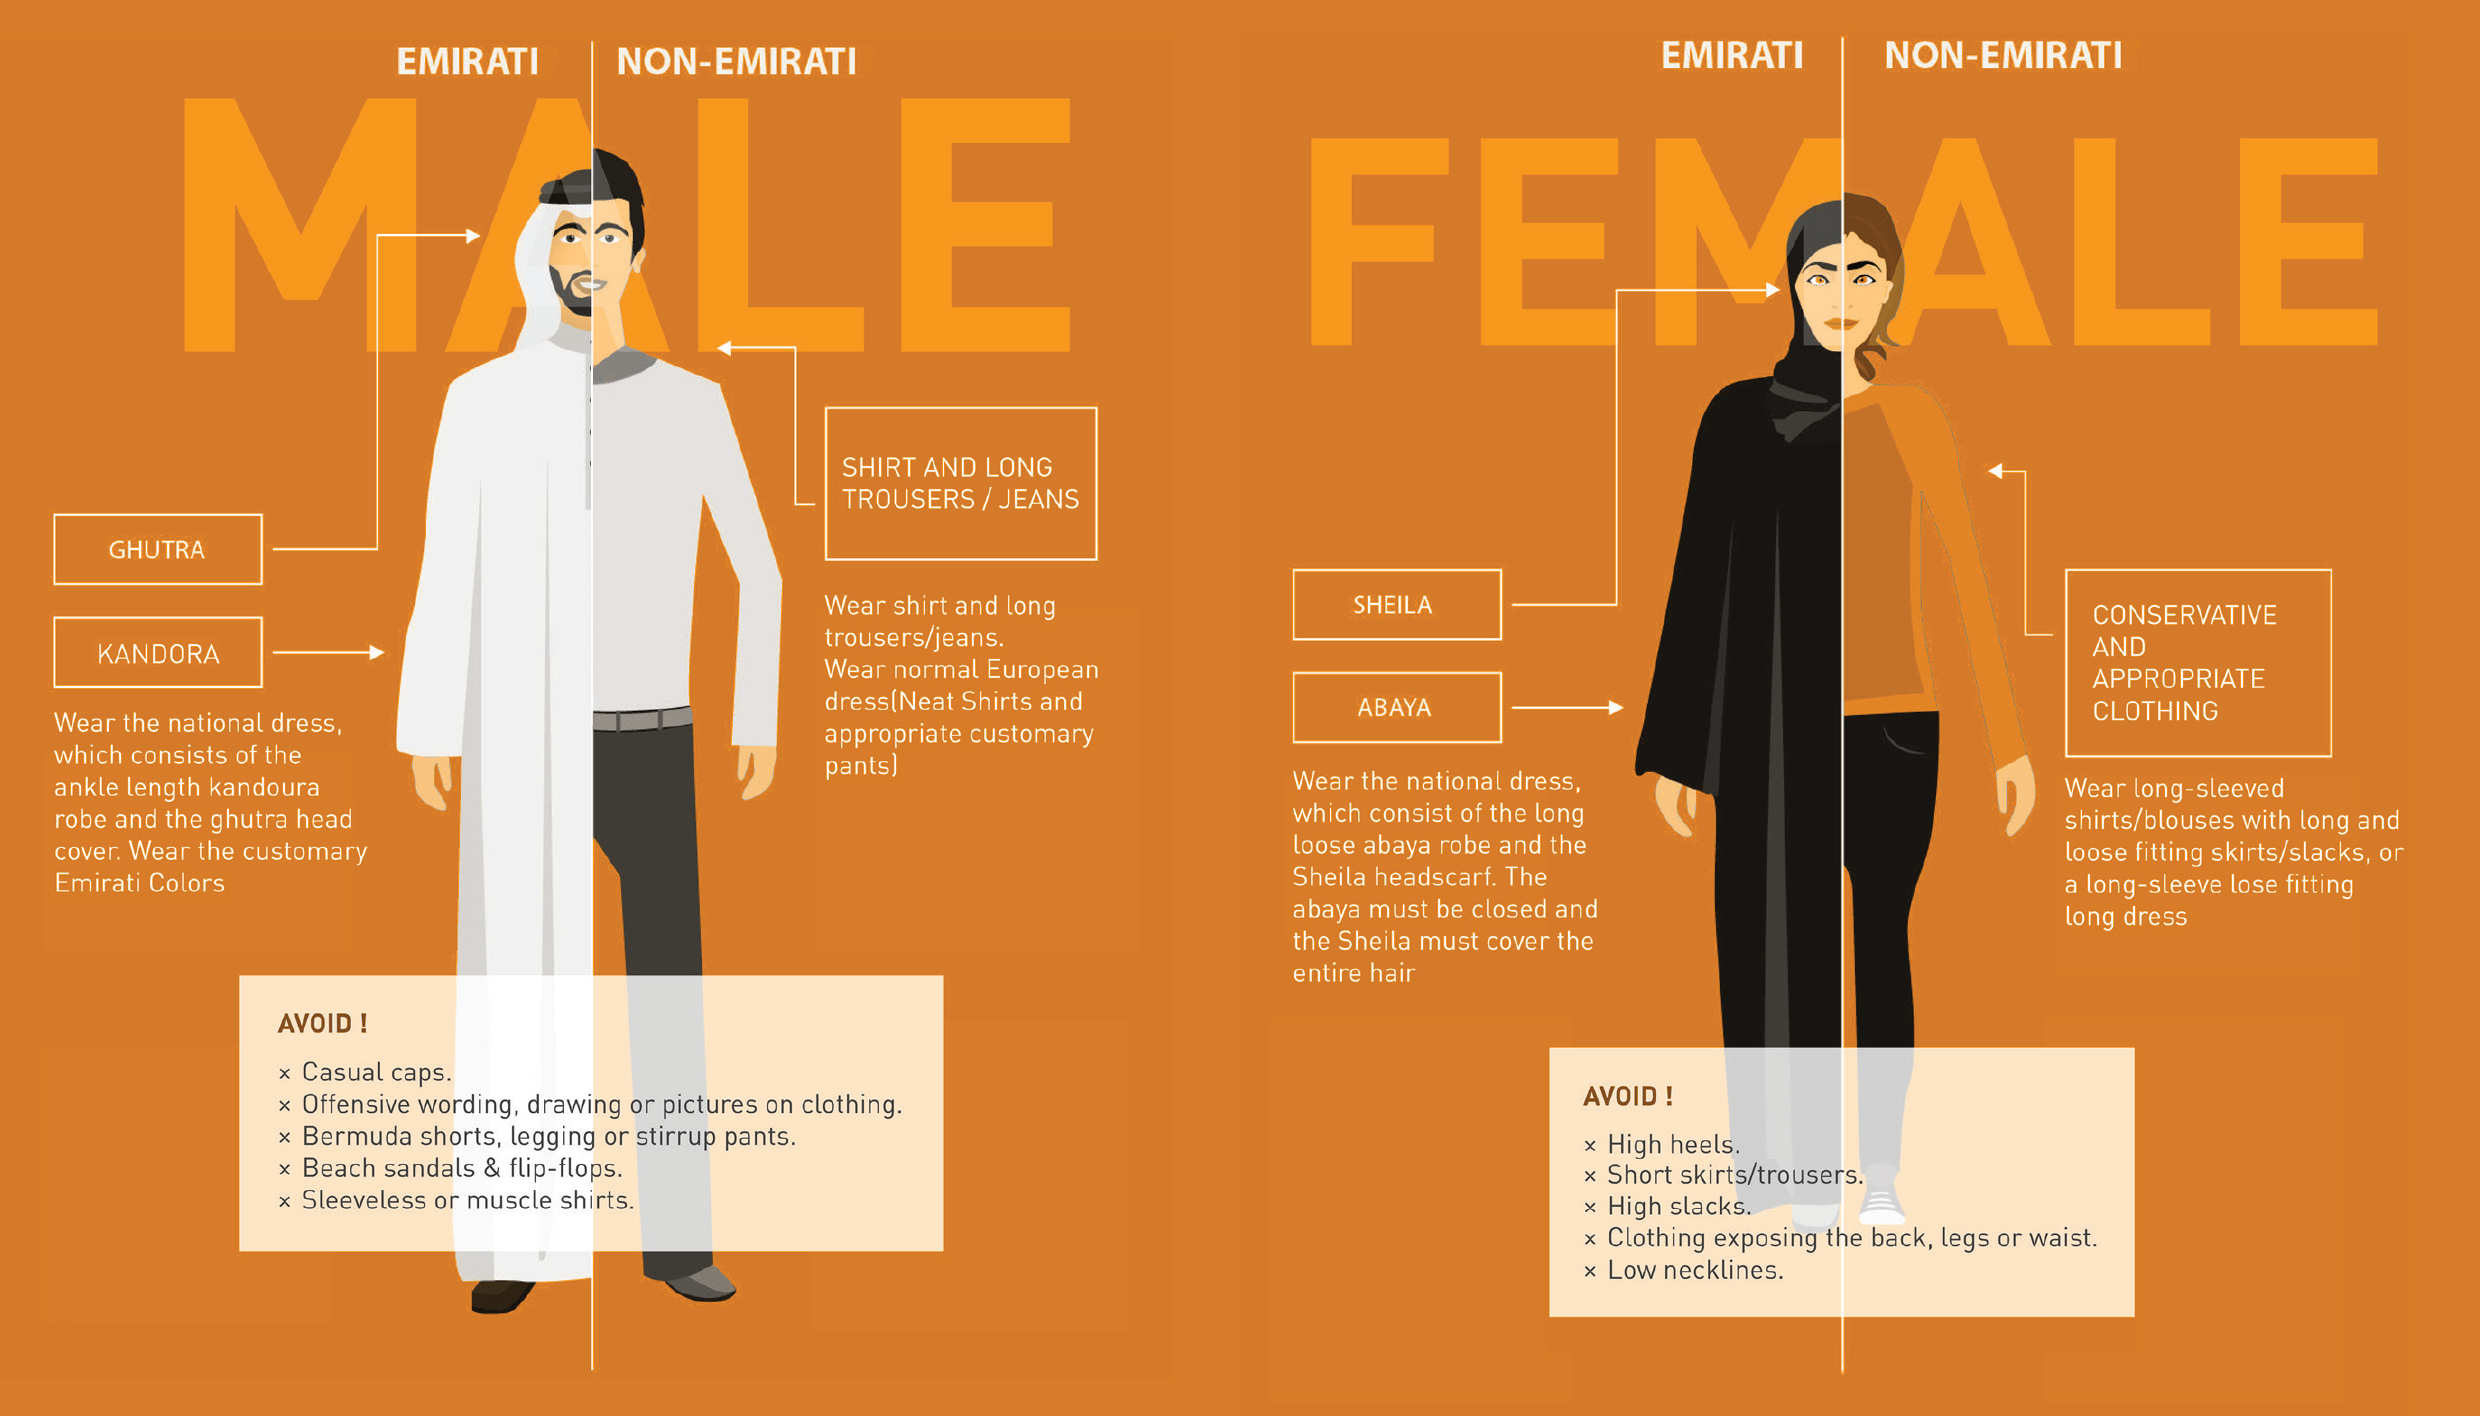 EMIRATI
NON-EMIRATI
MALE
GHUTRA
KANDORA
Wear the national dress,
which consists of the
ankle length kandoura
robe and the ghutra head
cover. Wear the customary
Emirati Colors
SHIRT AND LONG
TROUSERS / JEANS
Wear shirt and long
trousers/jeans.
Wear normal European
dress(Neat Shirts and
appropriate customary
pants)
AVOID !
× Casual caps.
× Offensive wording, drawing or pictures on clothing.
× Bermuda shorts, legging or stirrup pants.
× Beach sandals & flip-flops.
× Sleeveless or muscle shirts.
EMIRATI
NON-EMIRATI
FEMALE
SHEILA
ABAYA
Wear the national dress,
which consist of the long
loose abaya robe and the
Sheila headscarf. The
abaya must be closed and
the Sheila must cover the
entire hair
CONSERVATIVE
AND
APPROPRIATE
CLOTHING
Wear long-sleeved
shirts/blouses with long and
loose fitting skirts/slacks, or
a long-sleeve lose fitting
long dress
AVOID !
× High heels.
× Short skirts/trousers.
× High slacks.
× Clothing exposing the back, legs or waist.
× Low necklines.